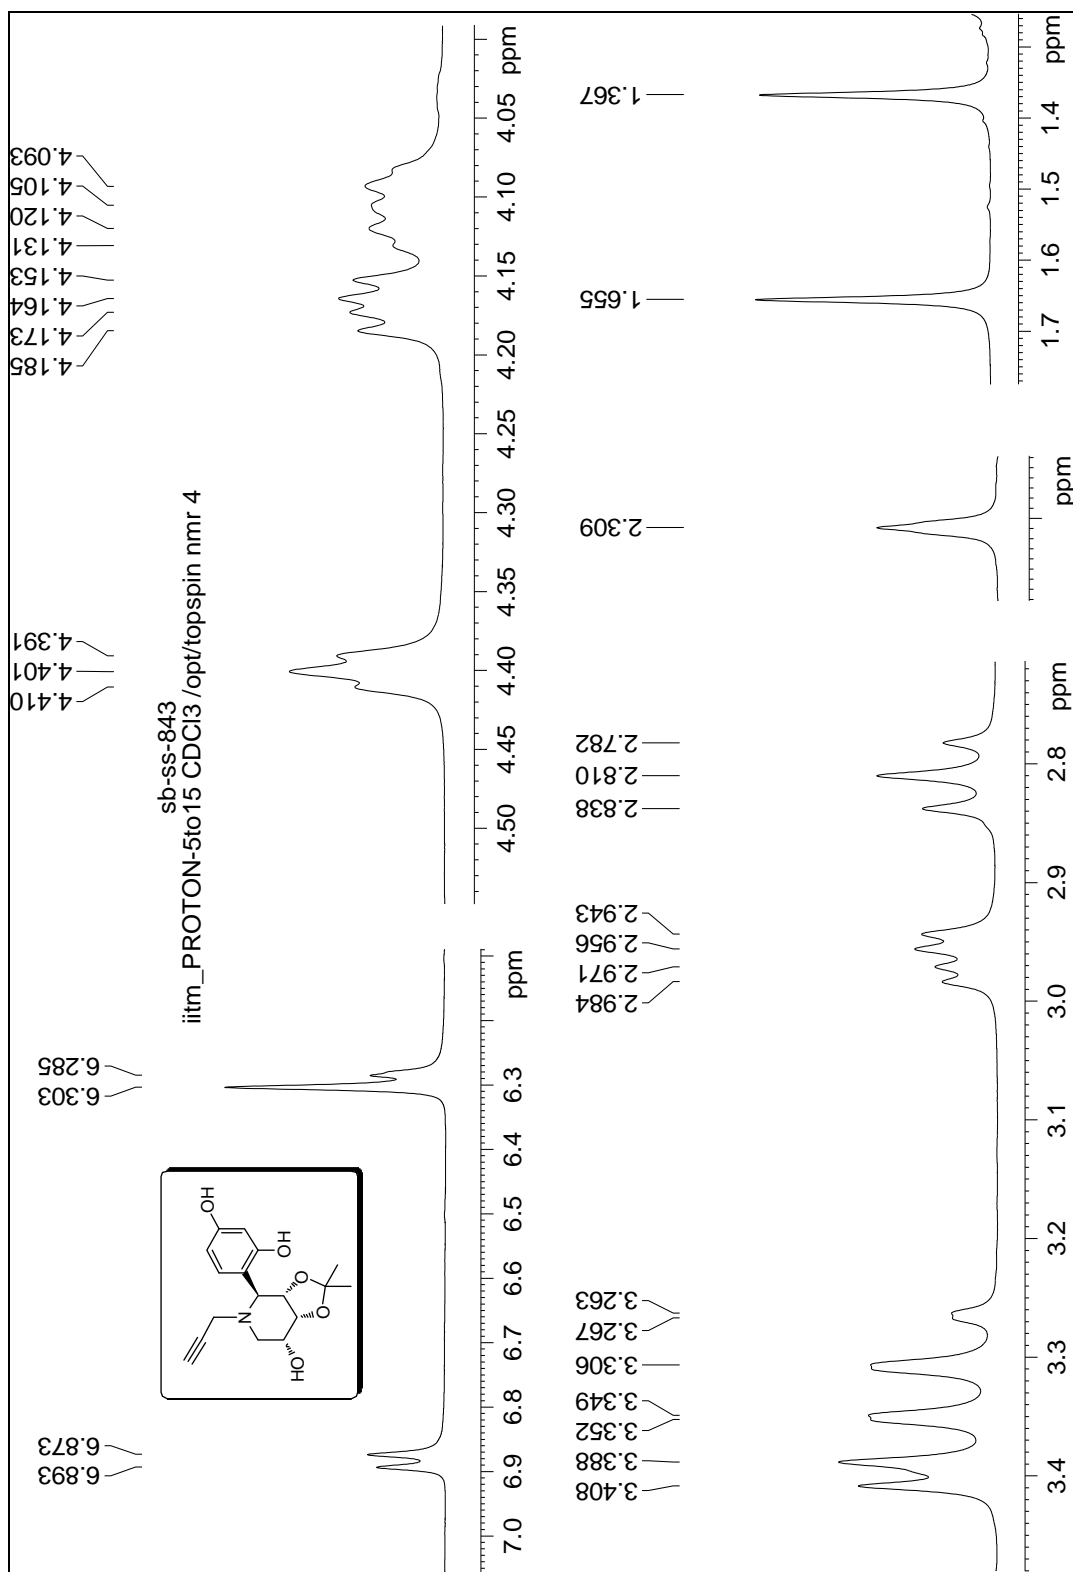 sb-ss-843
iitm_PROTON-5to15 CDCl3 /opt/topspin nmr 4
6.893
6.873
6.303
6.285
4.410
4.401
4.391
4.185
4.173
4.164
4.153
4.131
4.120
4.105
4.093
OH
OH
N
O
O
OH
7.0 6.9 6.8 6.7 6.6 6.5 6.4 6.3 ppm
4.50 4.45 4.40 4.35 4.30 4.25 4.20 4.15 4.10 4.05 ppm
3.408
3.388
3.352
3.349
3.306
3.267
3.263
2.984
2.971
2.956
2.943
2.838
2.810
2.782
2.309
1.655
1.367
3.4 3.3 3.2 3.1 3.0 2.9 2.8 ppm
ppm
1.7 1.6 1.5 1.4 ppm